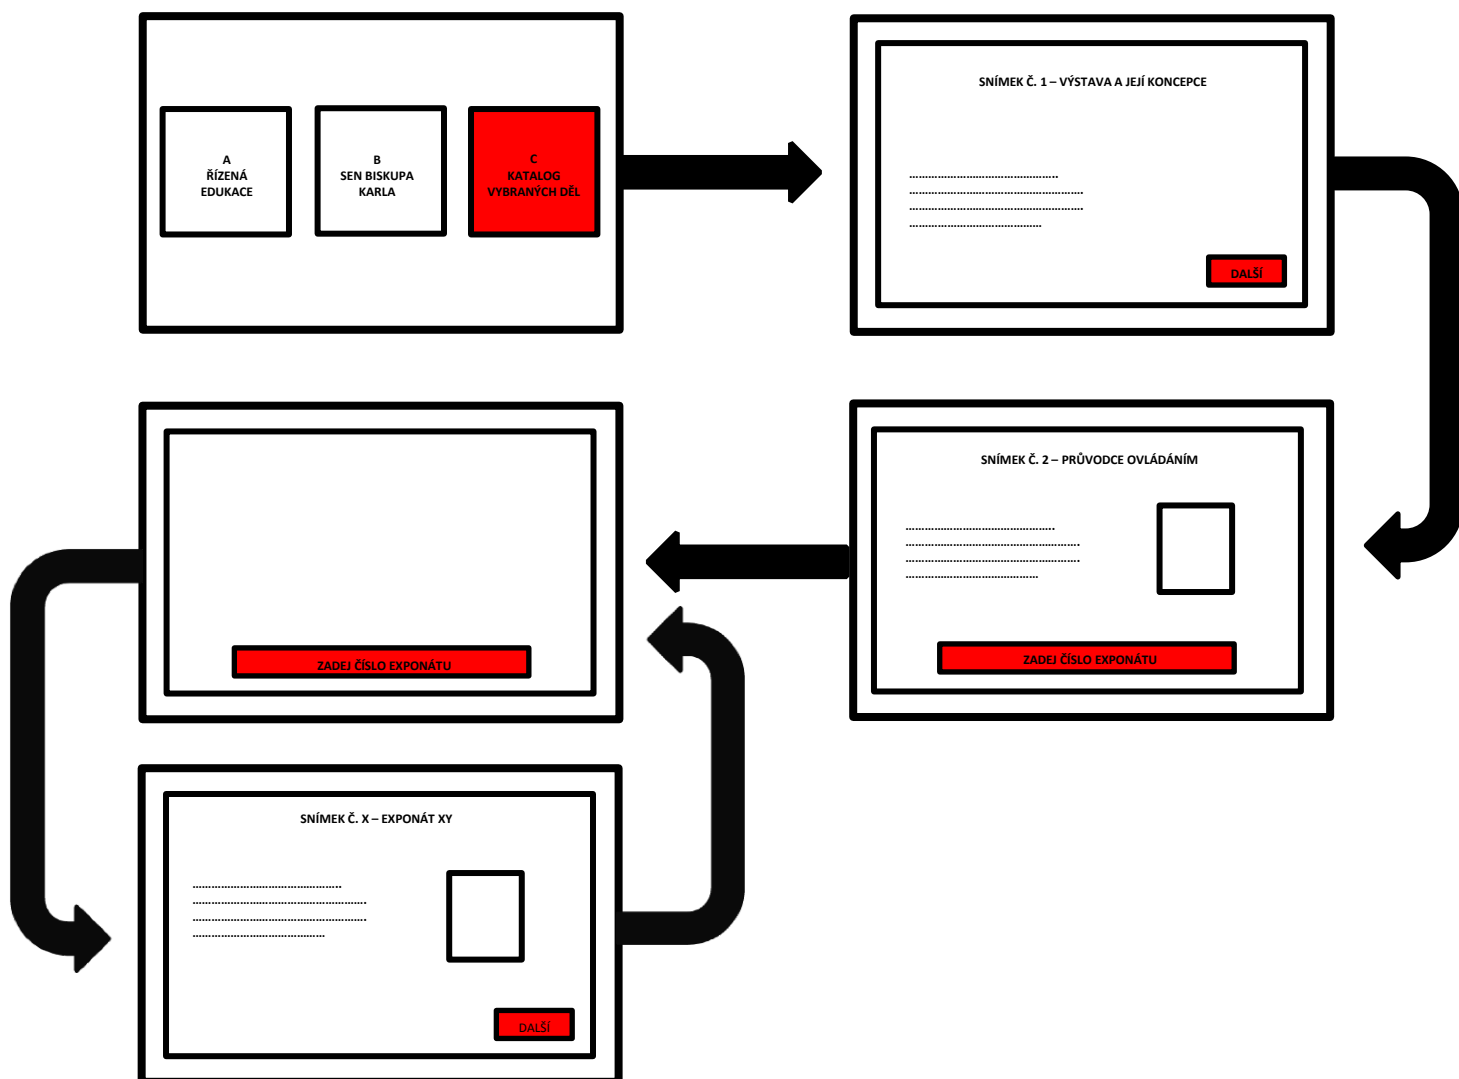 A
ŘÍZENÁ
EDUKACE
B
SEN BISKUPA
KARLA
C
KATALOG
VYBRANÝCH DĚL
SNÍMEK Č. 1 – VÝSTAVA A JEJÍ KONCEPCE
DALŠÍ
SNÍMEK Č. 2 – PRŮVODCE OVLÁDÁNÍM
ZADEJ ČÍSLO EXPONÁTU
ZADEJ ČÍSLO EXPONÁTU
SNÍMEK Č. X – EXPONÁT XY
DALŠÍ